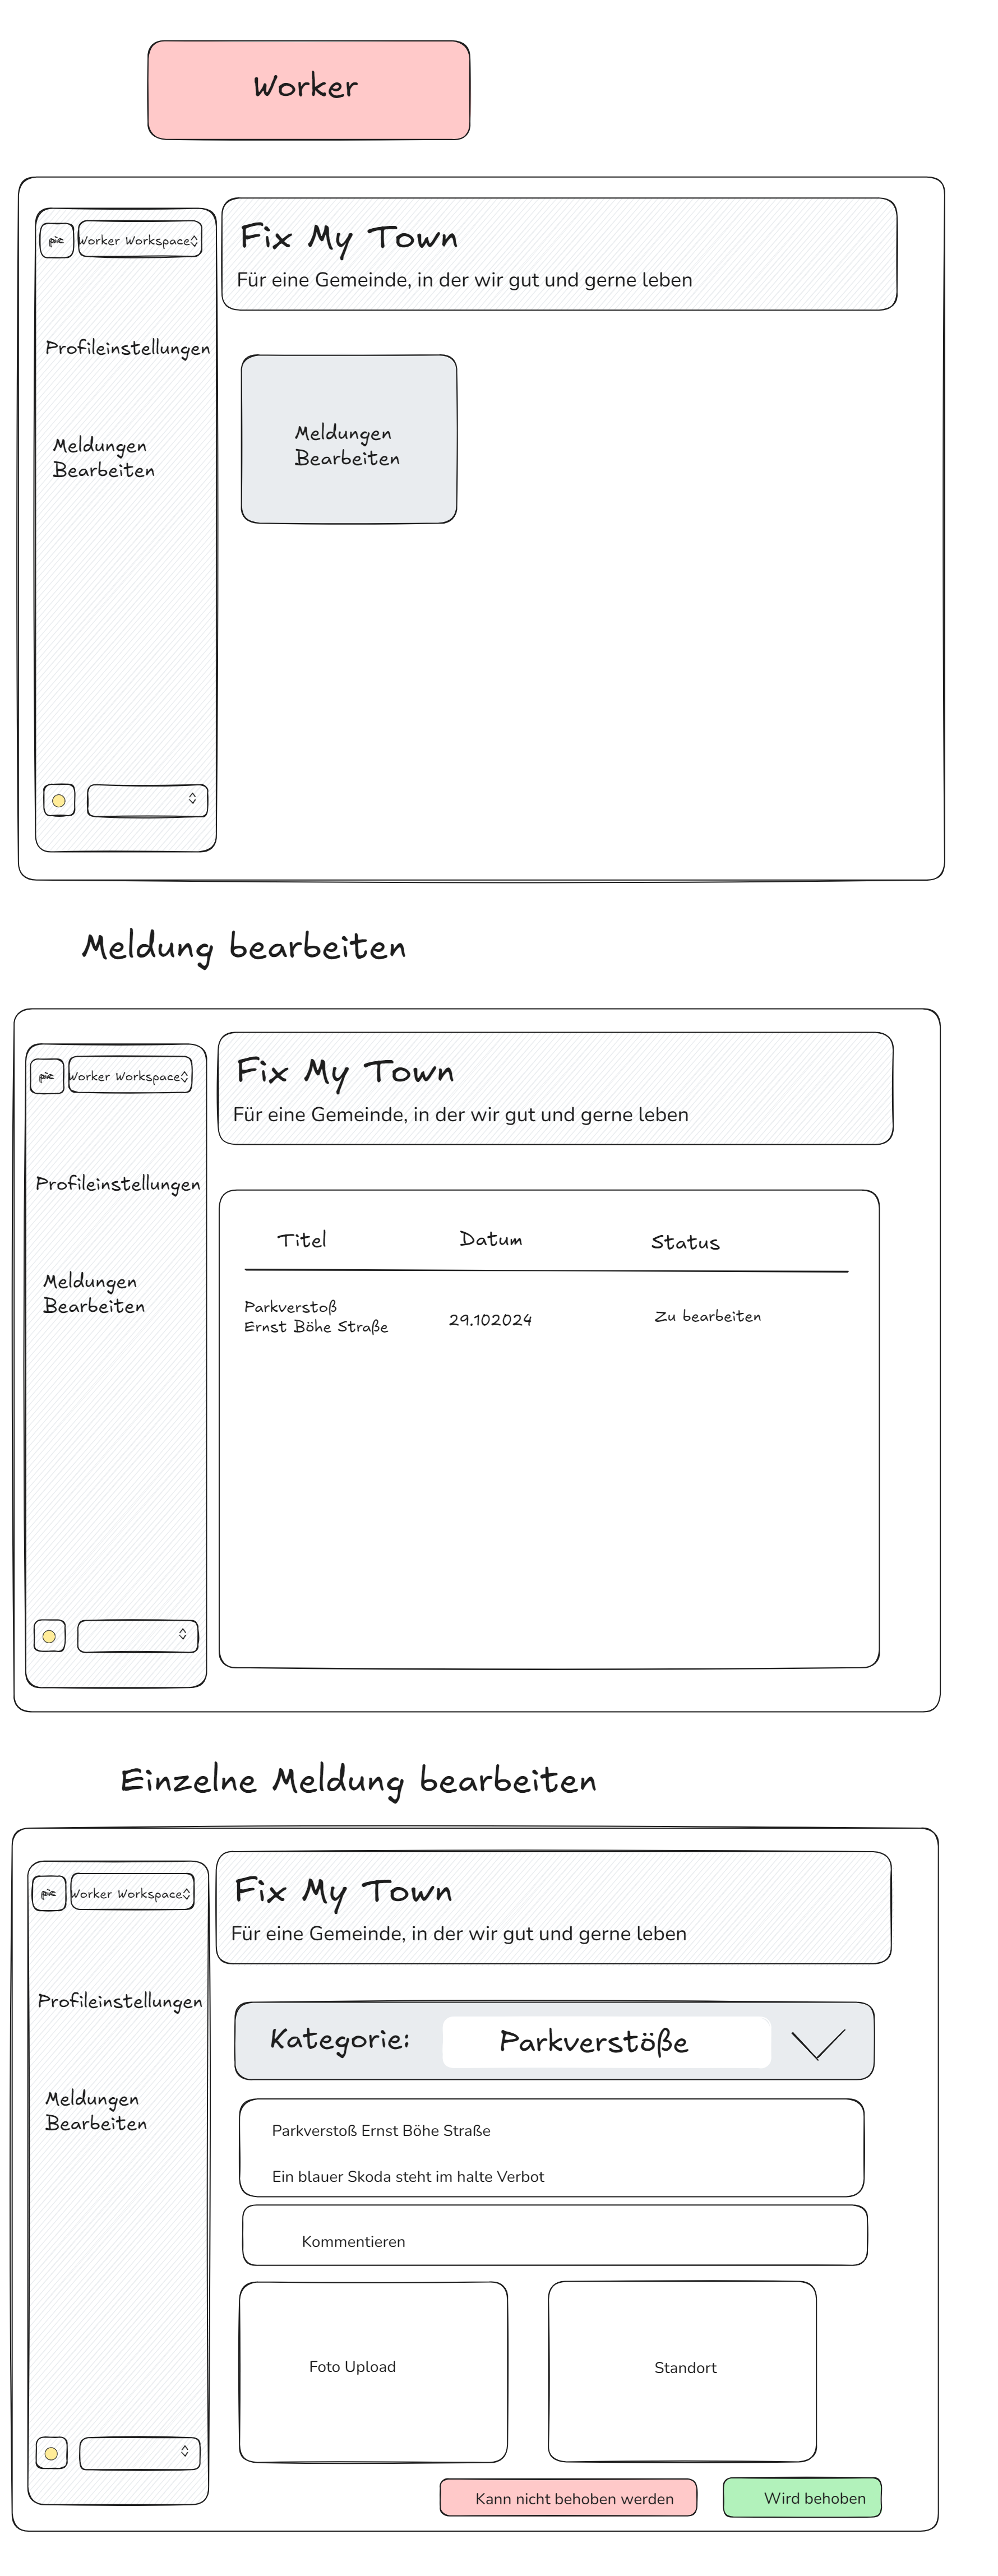 Worker
pic
Worker Workspace
Fix My Town
Für eine Gemeinde, in der wir gut und gerne leben
Profileinstellungen
Meldungen
Bearbeiten
Meldungen
Bearbeiten
Meldung bearbeiten
pic
Worker Workspace
Fix My Town
Für eine Gemeinde, in der wir gut und gerne leben
Profileinstellungen
Meldungen
Bearbeiten
Titel Datum Status
Parkverstoß
Ernst Böhe Straße
29.102024
Zu bearbeiten
Einzelne Meldung bearbeiten
pic
Worker Workspace
Fix My Town
Für eine Gemeinde, in der wir gut und gerne leben
Profileinstellungen
Meldungen
Bearbeiten
Kategorie: Parkverstöße
Parkverstoß Ernst Böhe Straße
Ein blauer Skoda steht im halte Verbot
Kommentieren
Foto Upload
Standort
Kann nicht behoben werden
Wird behoben